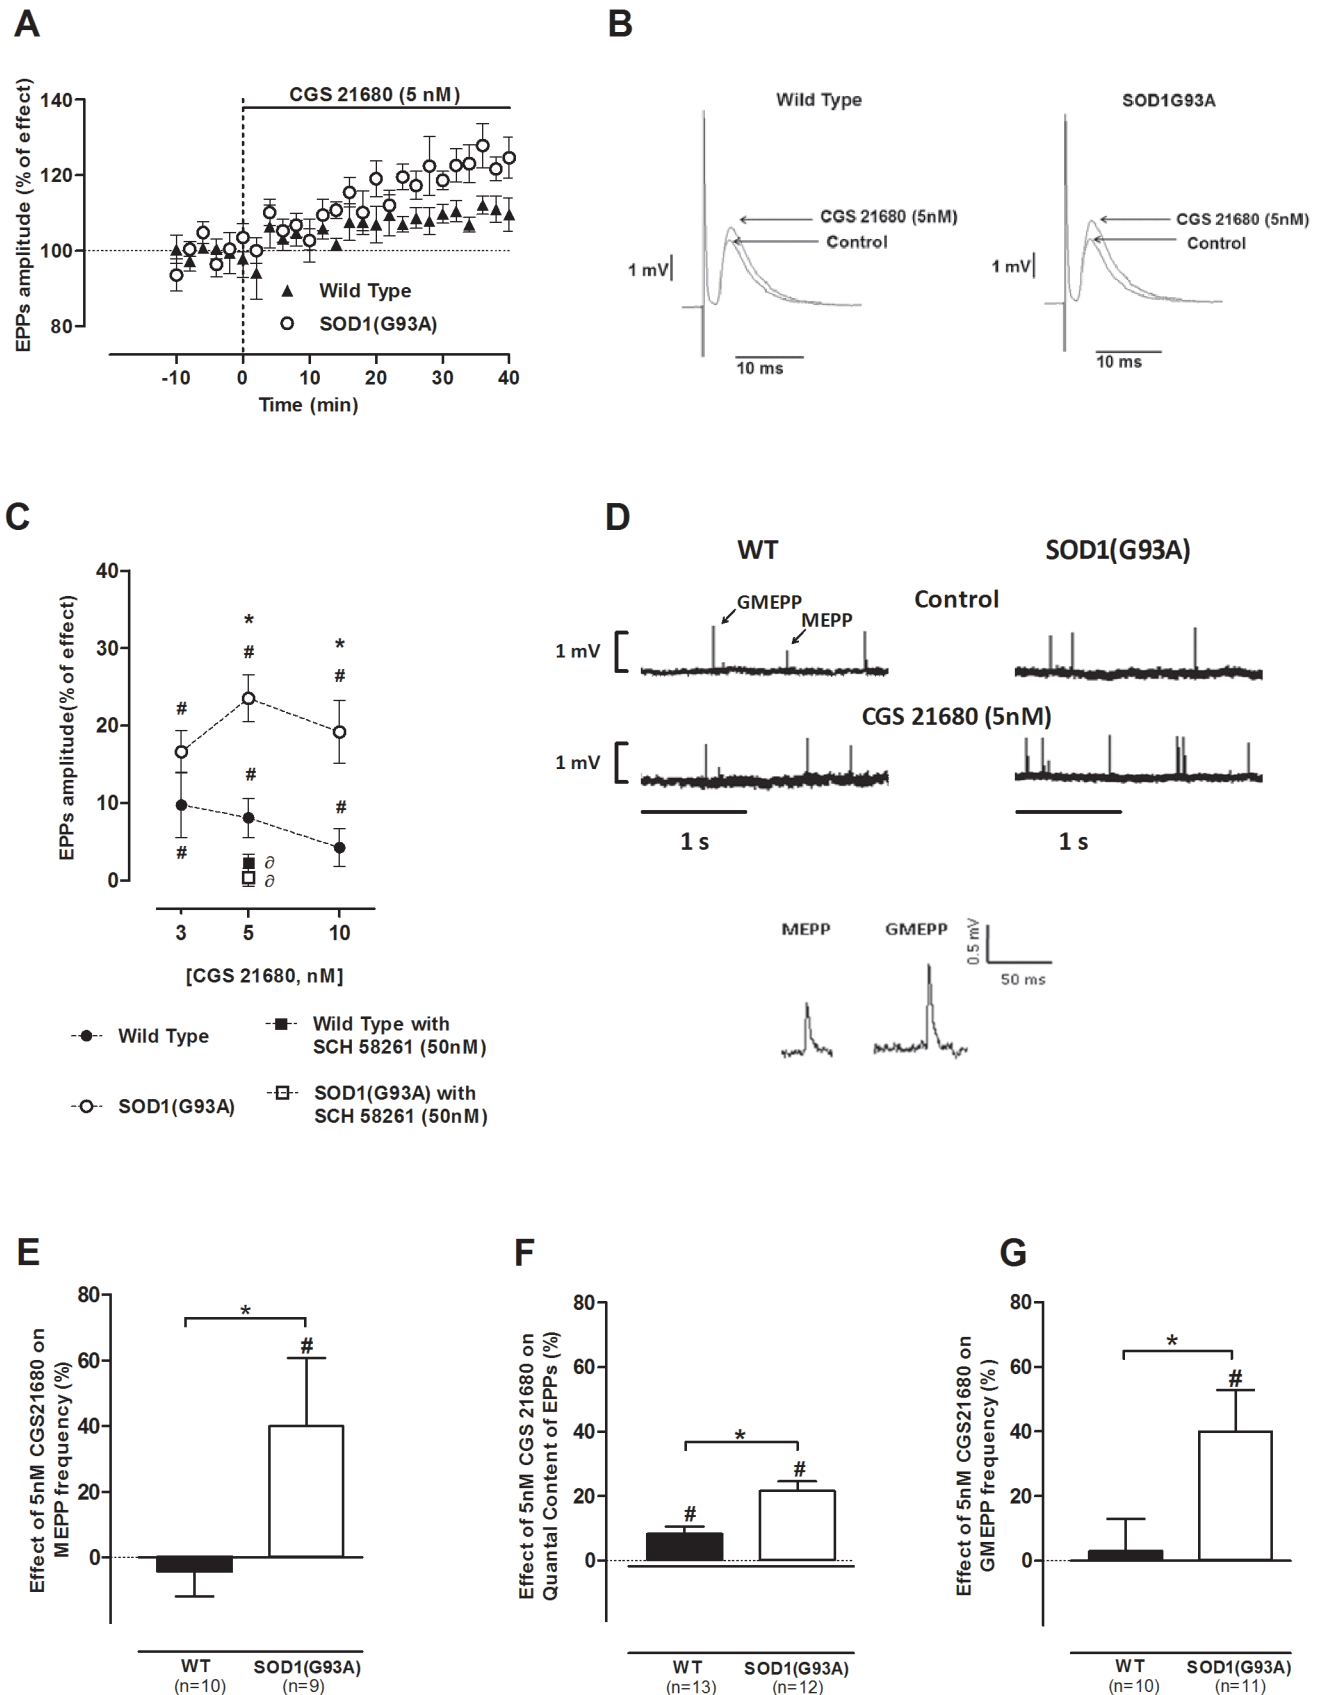 A
B
EPPs amplitude (% of effect)
140
120
100
80
CGS 21680 (5 nM)
Wild Type
SOD1(G93A)
-10 0 10 20 30 40
Time (min)
Wild Type
SOD1G93A
CGS 21680 (5nM)
Control
1 mV
10 ms
CGS 21680 (5nM)
Control
1 mV
10 ms
C
D
EPPs amplitude(% of effect)
40
30
20
10
0
#
*
#
*
#
#
#
#
∂
∂
3 5 10
[CGS 21680, nM]
Wild Type
SOD1(G93A)
Wild Type with
SCH 58261 (50nM)
SOD1(G93A) with
SCH 58261 (50nM)
WT
SOD1(G93A)
Control
GMEPP
MEPP
1 mV
CGS 21680 (5nM)
1 mV
1 s
1 s
MEPP
GMEPP
0.5 mV
50 ms
E
F
G
Effect of 5nM CGS21680 on
MEPP frequency (%)
80
60
40
20
0
*
#
WT
(n=10)
SOD1(G93A)
(n=9)
Effect of 5nM CGS 21680 on
Quantal Content of EPPs (%)
80
60
40
20
0
*
#
#
WT
(n=13)
SOD1(G93A)
(n=12)
Effect of 5nM CGS21680 on
GMEPP frequency (%)
80
60
40
20
0
*
#
WT
(n=10)
SOD1(G93A)
(n=11)